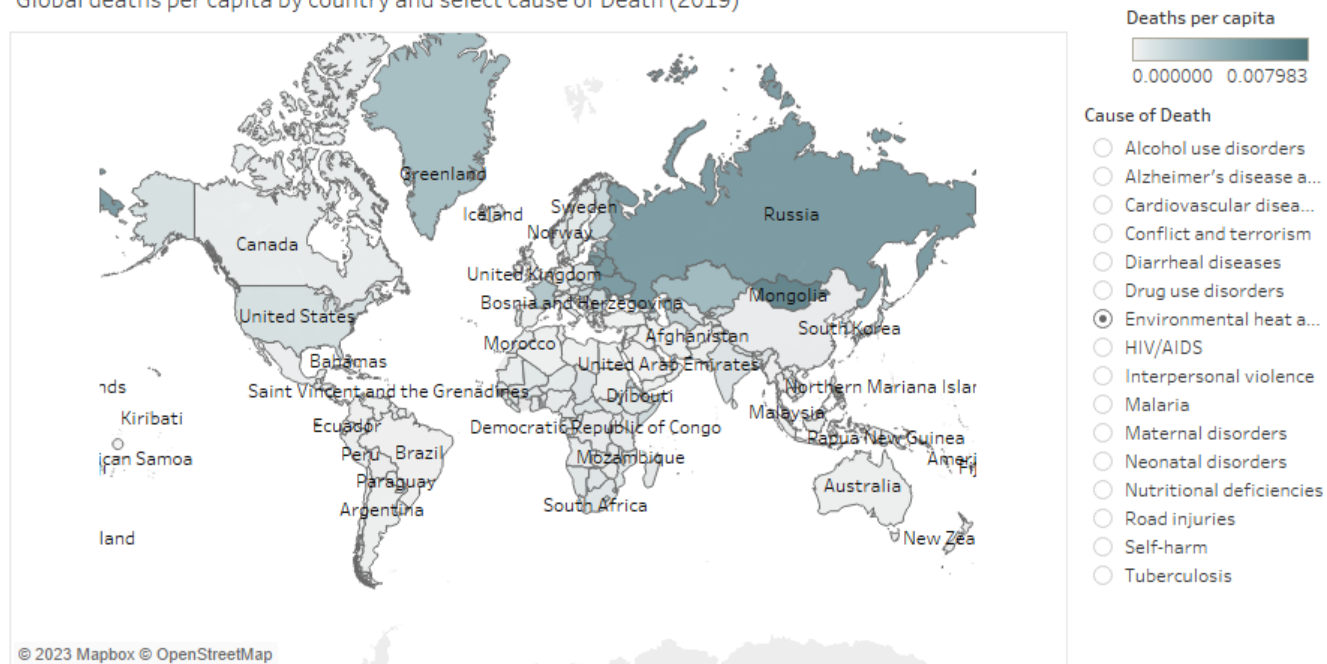 Global deaths per capita by country and select cause of Death (2019)
Deaths per capita
0.000000 0.007983
Cause of Death
Alcohol use disorders
Alzheimer's disease a...
Cardiovascular disea...
Conflict and terrorism
Diarrheal diseases
Drug use disorders
Environmental heat a...
HIV/AIDS
Interpersonal violence
Malaria
Maternal disorders
Neonatal disorders
Nutritional deficiencies
Road injuries
Self-harm
Tuberculosis
Greenland
Iceland
Sweden
Russia
Norway
Canada
United Kingdom
Mongolia
Bosnia and Herzegovina
United States
South Korea
Afghanistan
Morocco
Bahamas
United Arab Emirates
nds
Saint Vincent and the Grenadines
Djibouti
Northern Mariana Islar
Kiribati
Malaysia
Ecuador
Democratic Republic of Congo
Papua New Guinea
ican Samoa
Peru
Brazil
Mozambique
Ameri
Paraguay
Australia
Argentina
South Africa
land
New Zea
© 2023 Mapbox © OpenStreetMap